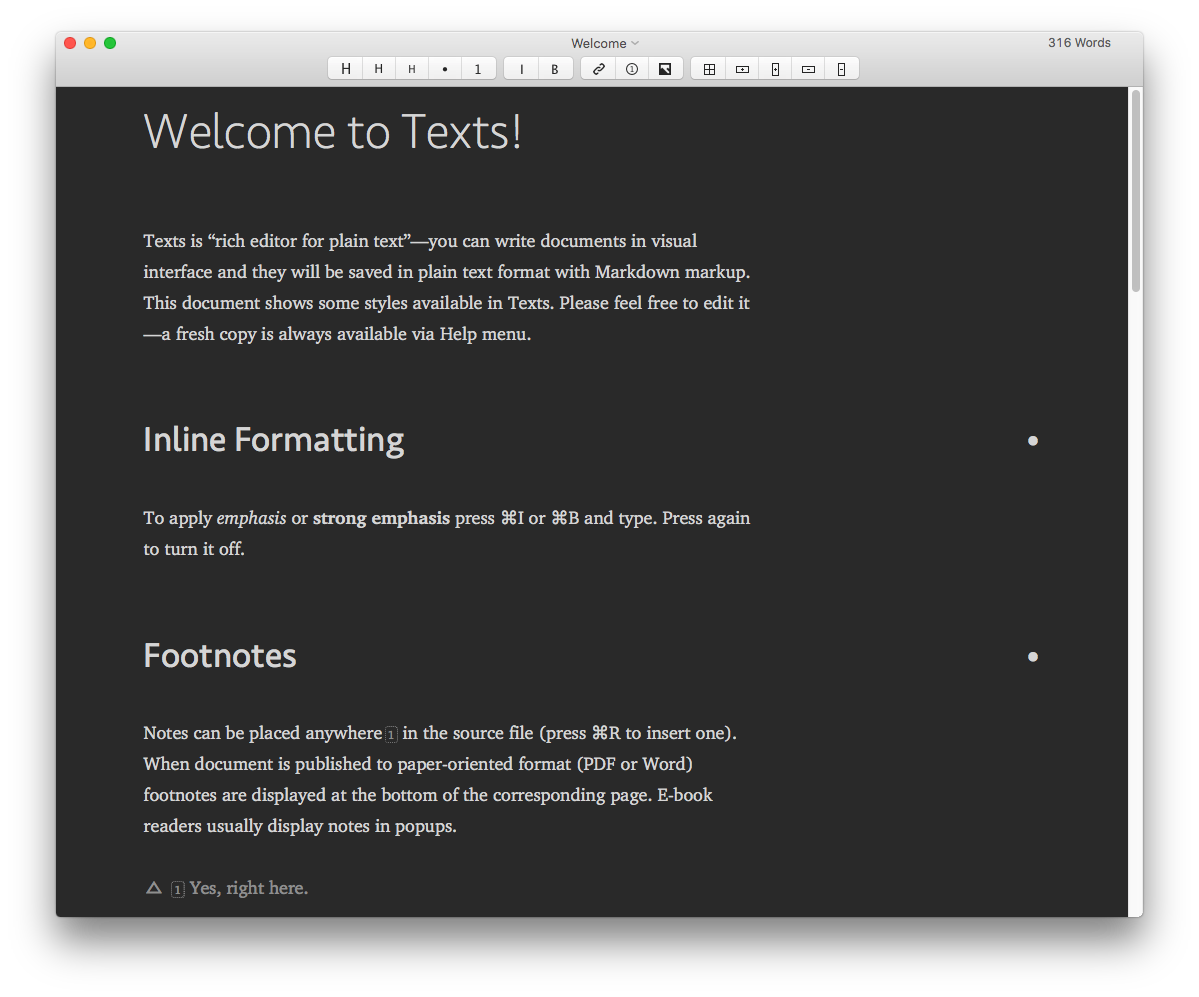 Welcome
316 Words
H H H • 1 I B 1
Welcome to Texts!
Texts is “rich editor for plain text”—you can write documents in visual
interface and they will be saved in plain text format with Markdown markup.
This document shows some styles available in Texts. Please feel free to edit it
—a fresh copy is always available via Help menu.
Inline Formatting
To apply emphasis or strong emphasis press ⌘I or ⌘B and type. Press again
to turn it off.
Footnotes
Notes can be placed anywhere 1 in the source file (press ⌘R to insert one).
When document is published to paper-oriented format (PDF or Word)
footnotes are displayed at the bottom of the corresponding page. E-book
readers usually display notes in popups.
1 Yes, right here.